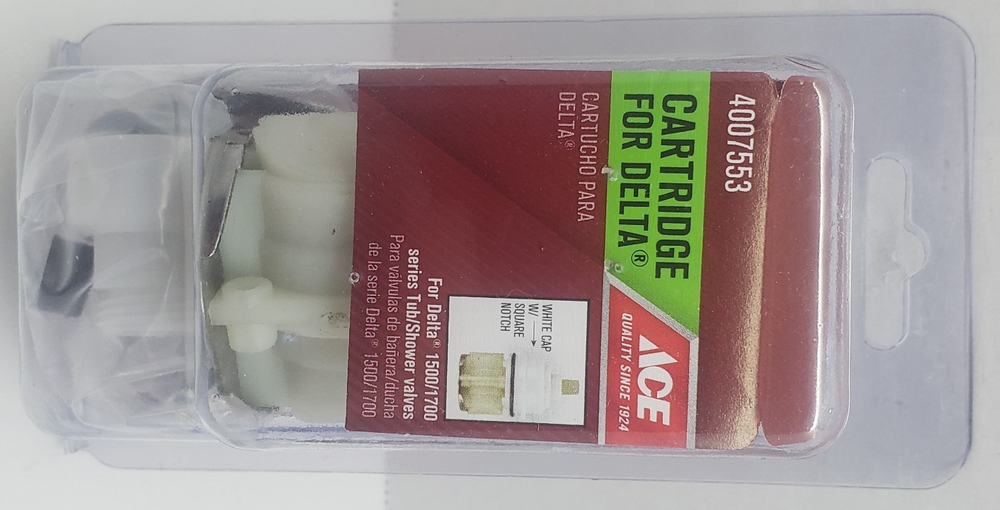 4007553
CARTRIDGE
FOR DELTA®
CARTUCHO PARA
DELTA®
ACE
QUALITY SINCE 1924
WHITE CAP
W/
SQUARE
NOTCH
For Delta® 1500/1700
series Tub/Shower valves
Para válvulas de bañera/ducha
de la serie Delta® 1500/1700